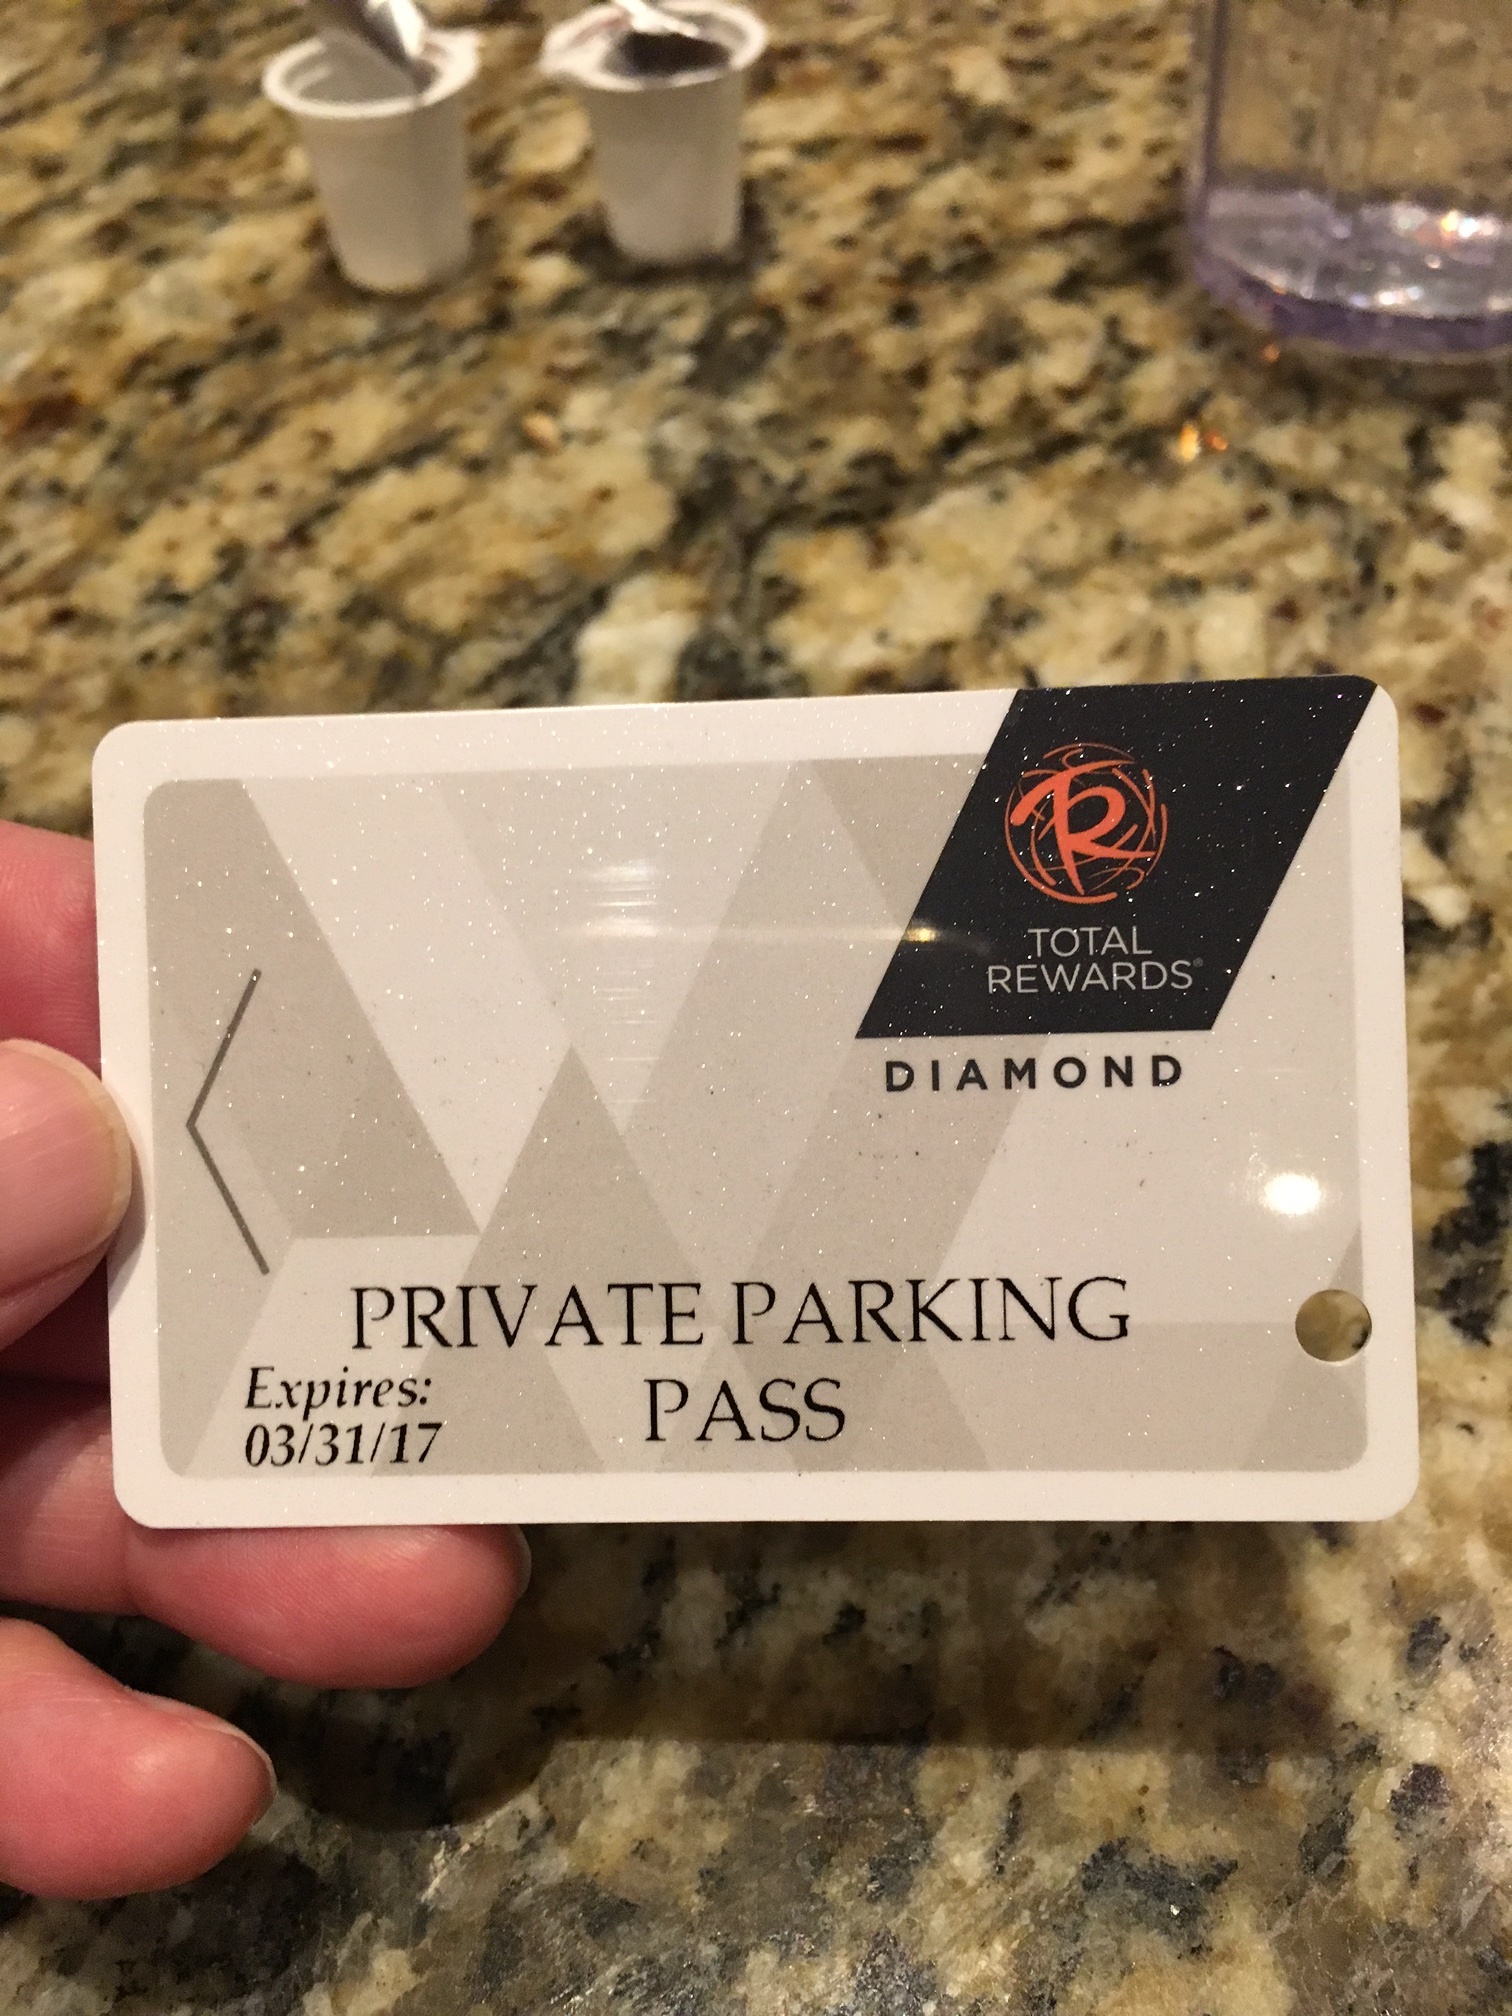 R
TOTAL
REWARDS®
DIAMOND
PRIVATE PARKING
PASS
Expires:
03/31/17